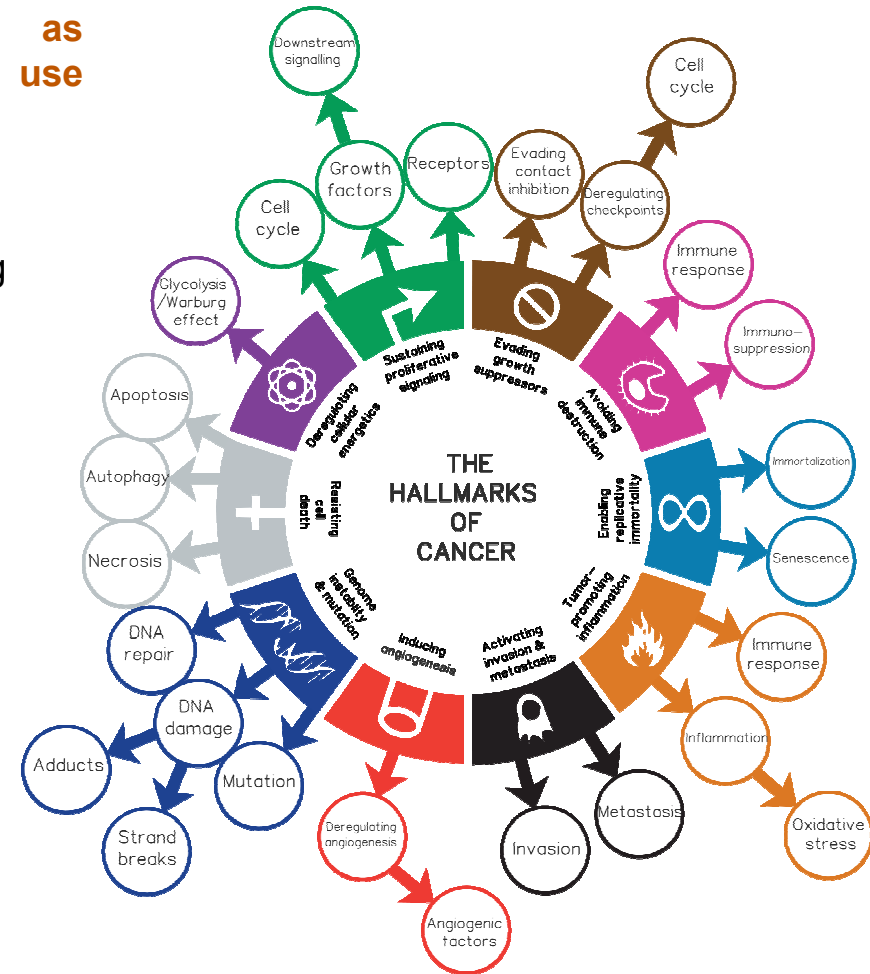 as
use
g
Downstream
signalling
Growth
factors
Receptors
Cell
cycle
Evading
contact
inhibition
Deregulating
checkpoints
Cell
cycle
Immune
response
Immuno-
suppression
Glycolysis
/Warburg
effect
Apoptosis
Autophagy
Necrosis
Immortalization
Senescence
Sustaining
proliferative
signaling
Evading
growth
suppressors
Avoiding
immune
destruction
Deregulating
cellular
energetics
Resisting
cell
death
Enabling
replicative
immortality
THE
HALLMARKS
OF
CANCER
Genome
instability
& mutation
Inducing
angiogenesis
Activating
invasion &
metastasis
Tumor-
promoting
inflammation
DNA
repair
DNA
damage
Adducts
Strand
breaks
Mutation
Deregulating
angiogenesis
Angiogenic
factors
Invasion
Metastasis
Immune
response
Inflammation
Oxidative
stress